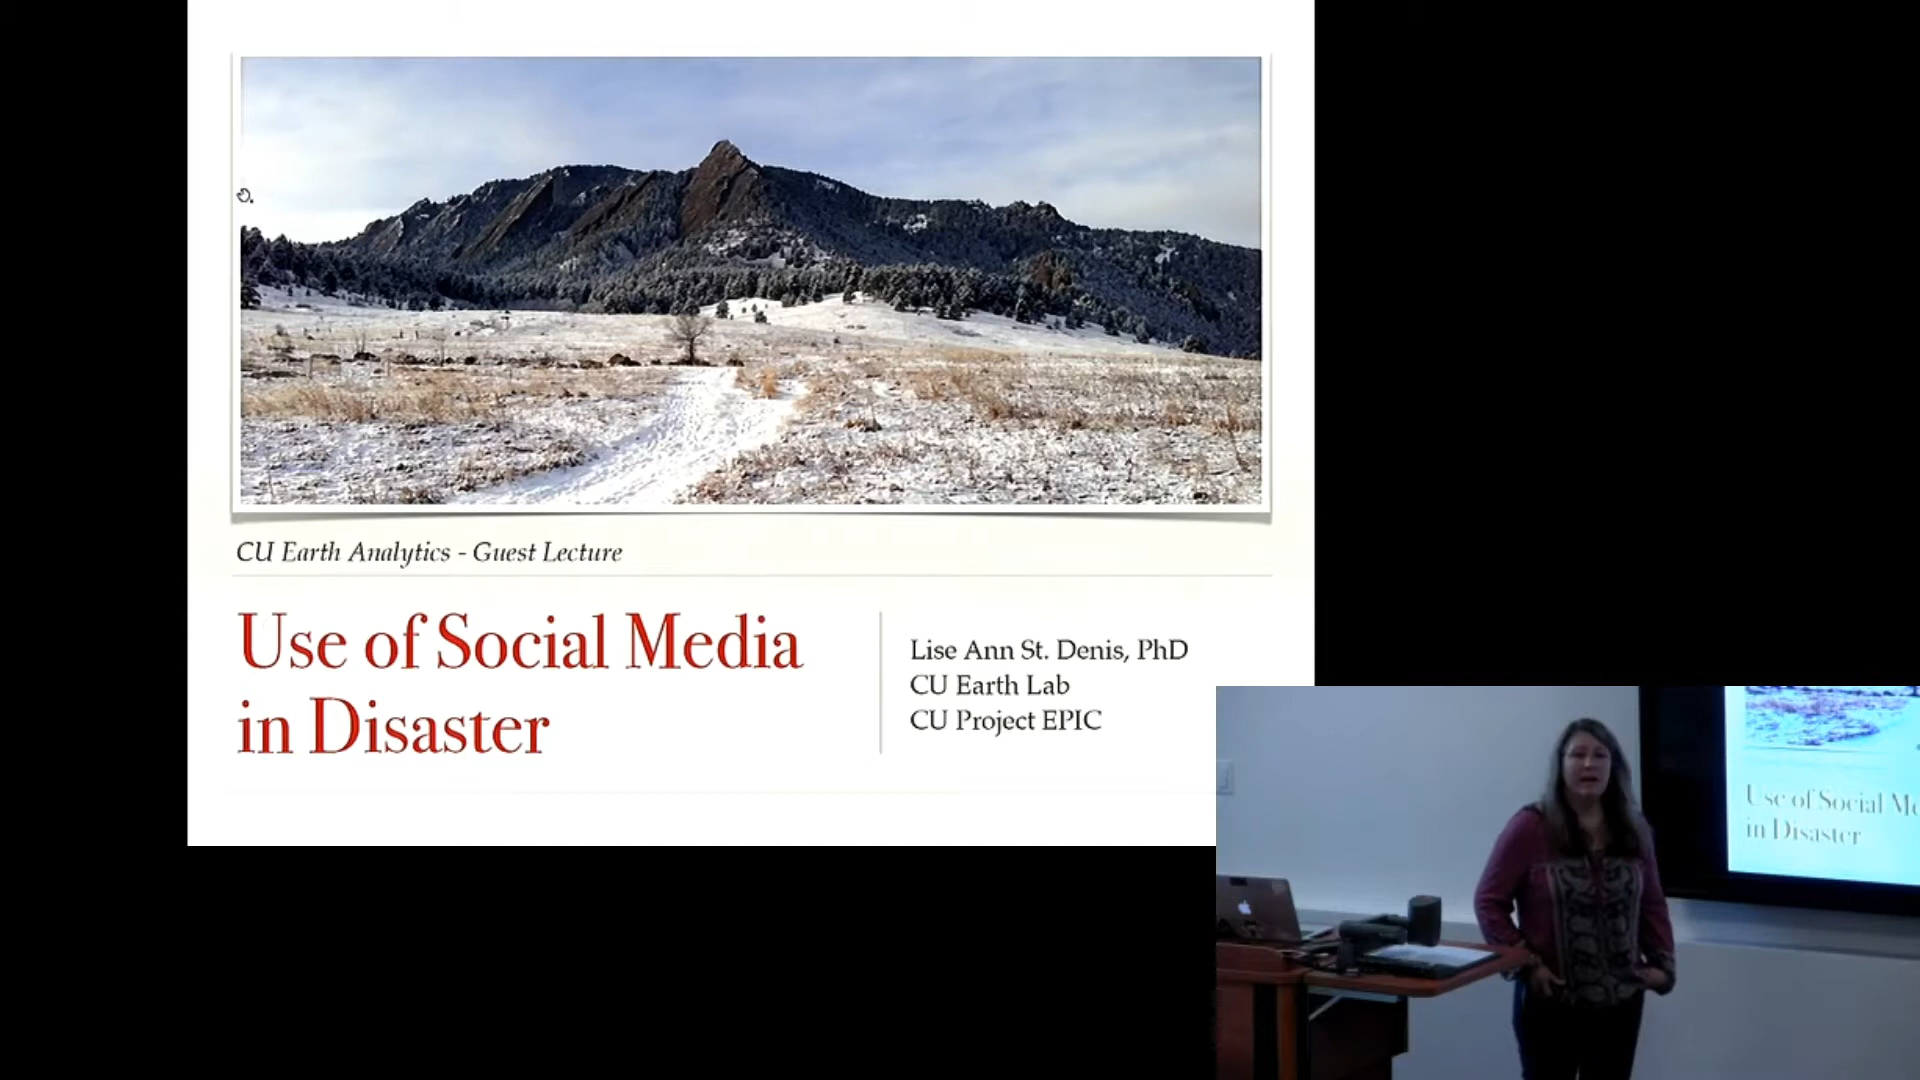 CU Earth Analytics - Guest Lecture
Use of Social Media
in Disaster
Lise Ann St. Denis, PhD
CU Earth Lab
CU Project EPIC
Use of Social Me
in Disaster